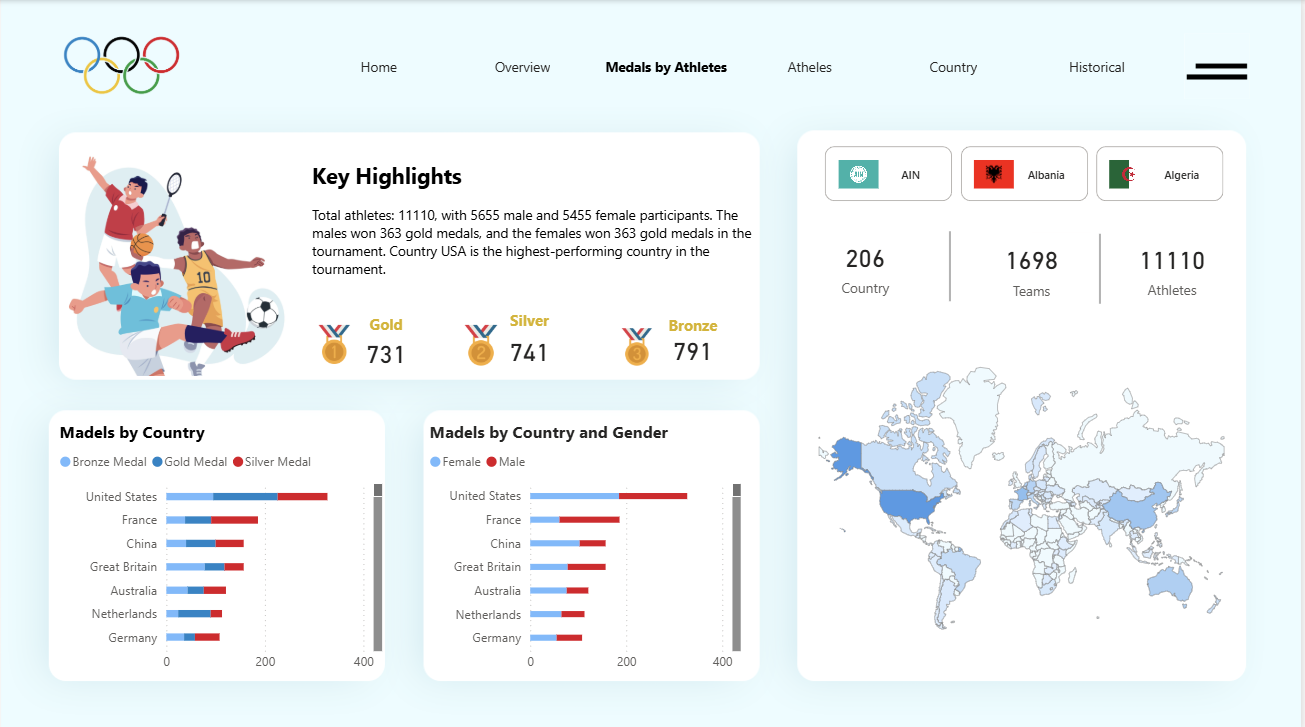 Home Overview Medals by Athletes Atheles Country Historical
Key Highlights
Total athletes: 11110, with 5655 male and 5455 female participants. The
males won 363 gold medals, and the females won 363 gold medals in the
tournament. Country USA is the highest-performing country in the
tournament.
10
Gold
1
731
Silver
2
741
Bronze
3
791
AIN
AIN
Albania
Algeria
206
Country
1698
Teams
11110
Athletes
Madels by Country
Bronze Medal Gold Medal Silver Medal
United States
France
China
Great Britain
Australia
Netherlands
Germany
0 200 400
Madels by Country and Gender
Female Male
United States
France
China
Great Britain
Australia
Netherlands
Germany
0 200 400